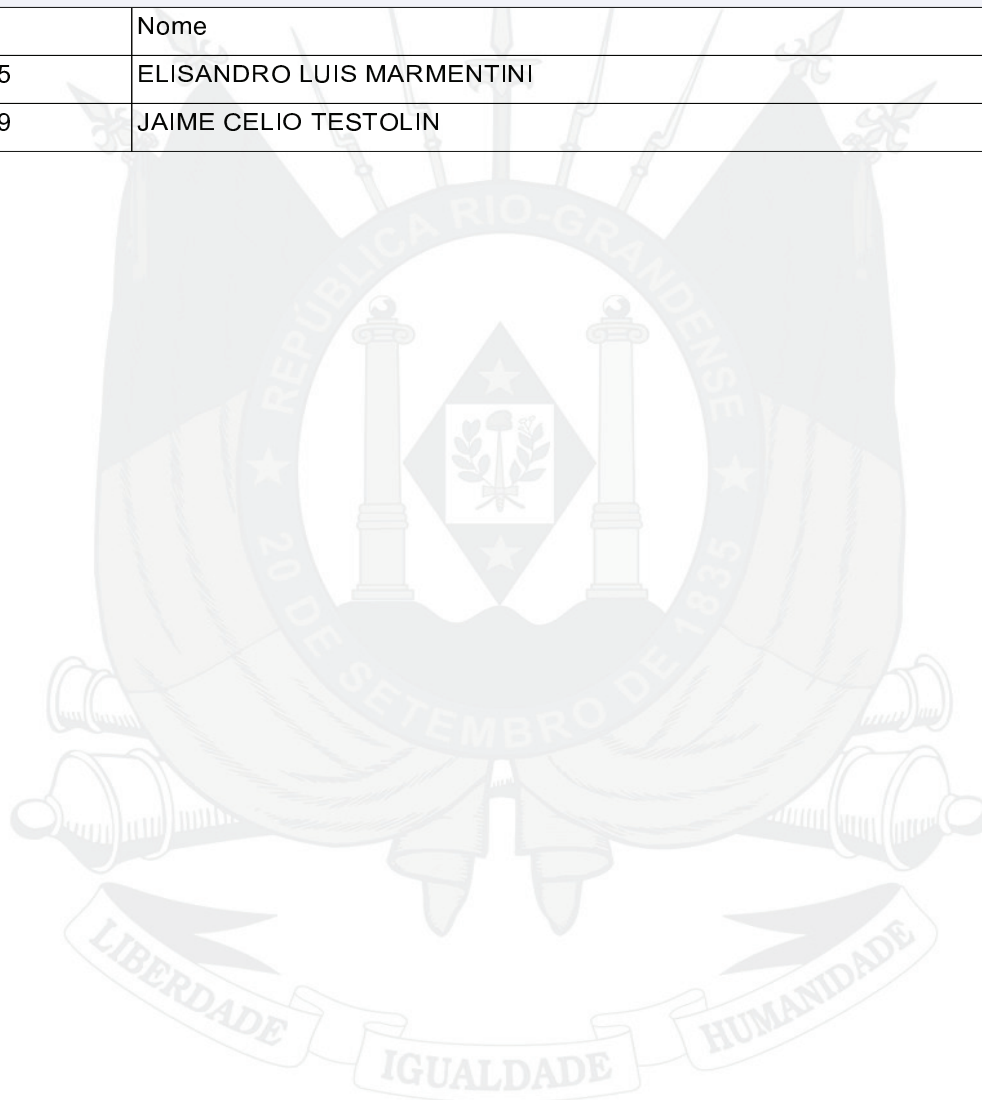 Nome
5 ELISANDRO LUIS MARMENTINI
9 JAIME CELIO TESTOLIN
REPÚBLICA RIO-GRANDENSE
20 DE SETEMBRO DE 1835
LIBERDADE IGUALDADE HUMANIDADE